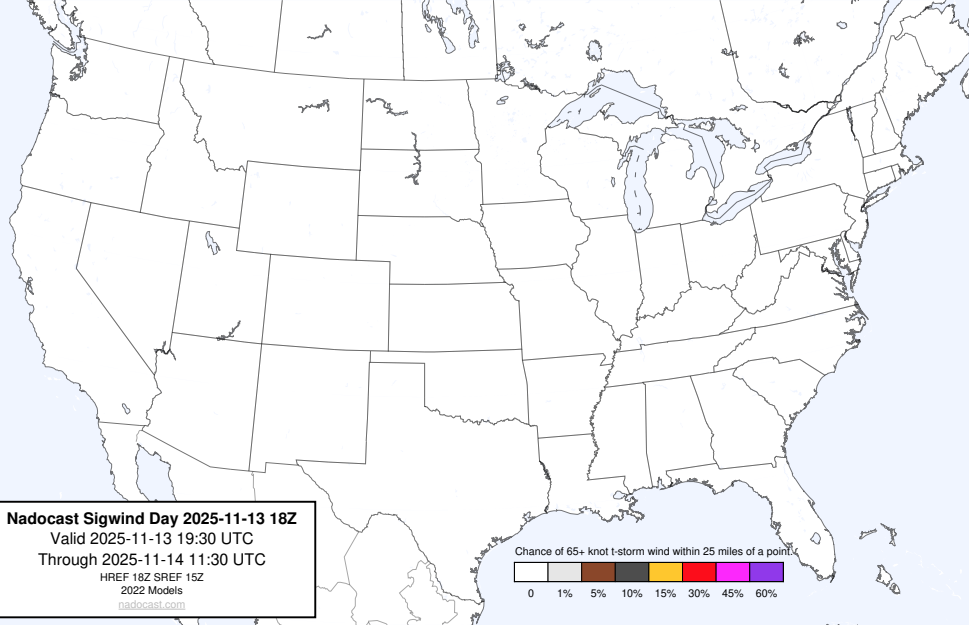 Nadocast Sigwind Day 2025-11-13 18Z
Valid 2025-11-13 19:30 UTC
Through 2025-11-14 11:30 UTC
HREF 18Z SREF 15Z
2022 Models
nadocast.com
Chance of 65+ knot t-storm wind within 25 miles of a point.
0 1% 5% 10% 15% 30% 45% 60%